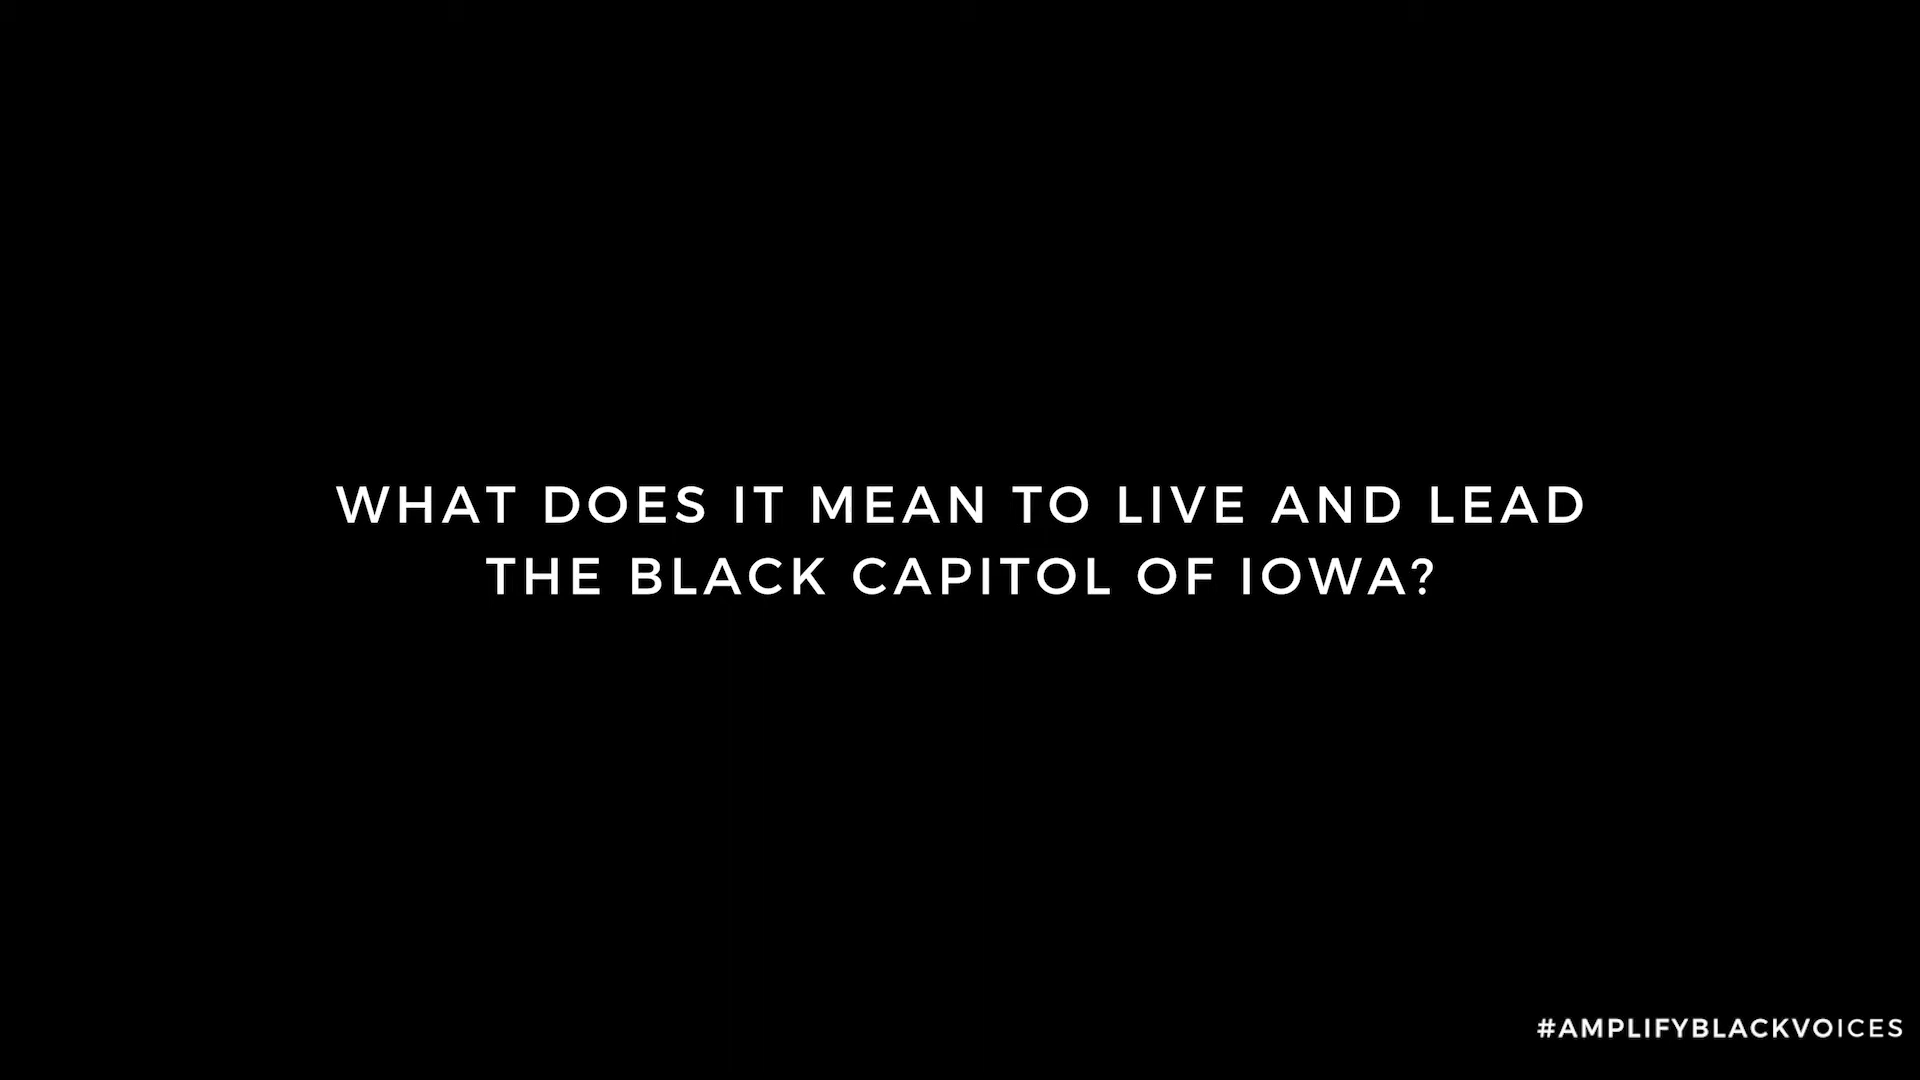 WHAT DOES IT MEAN TO LIVE AND LEAD
THE BLACK CAPITOL OF IOWA?
#AMPLIFYBLACKVOICES